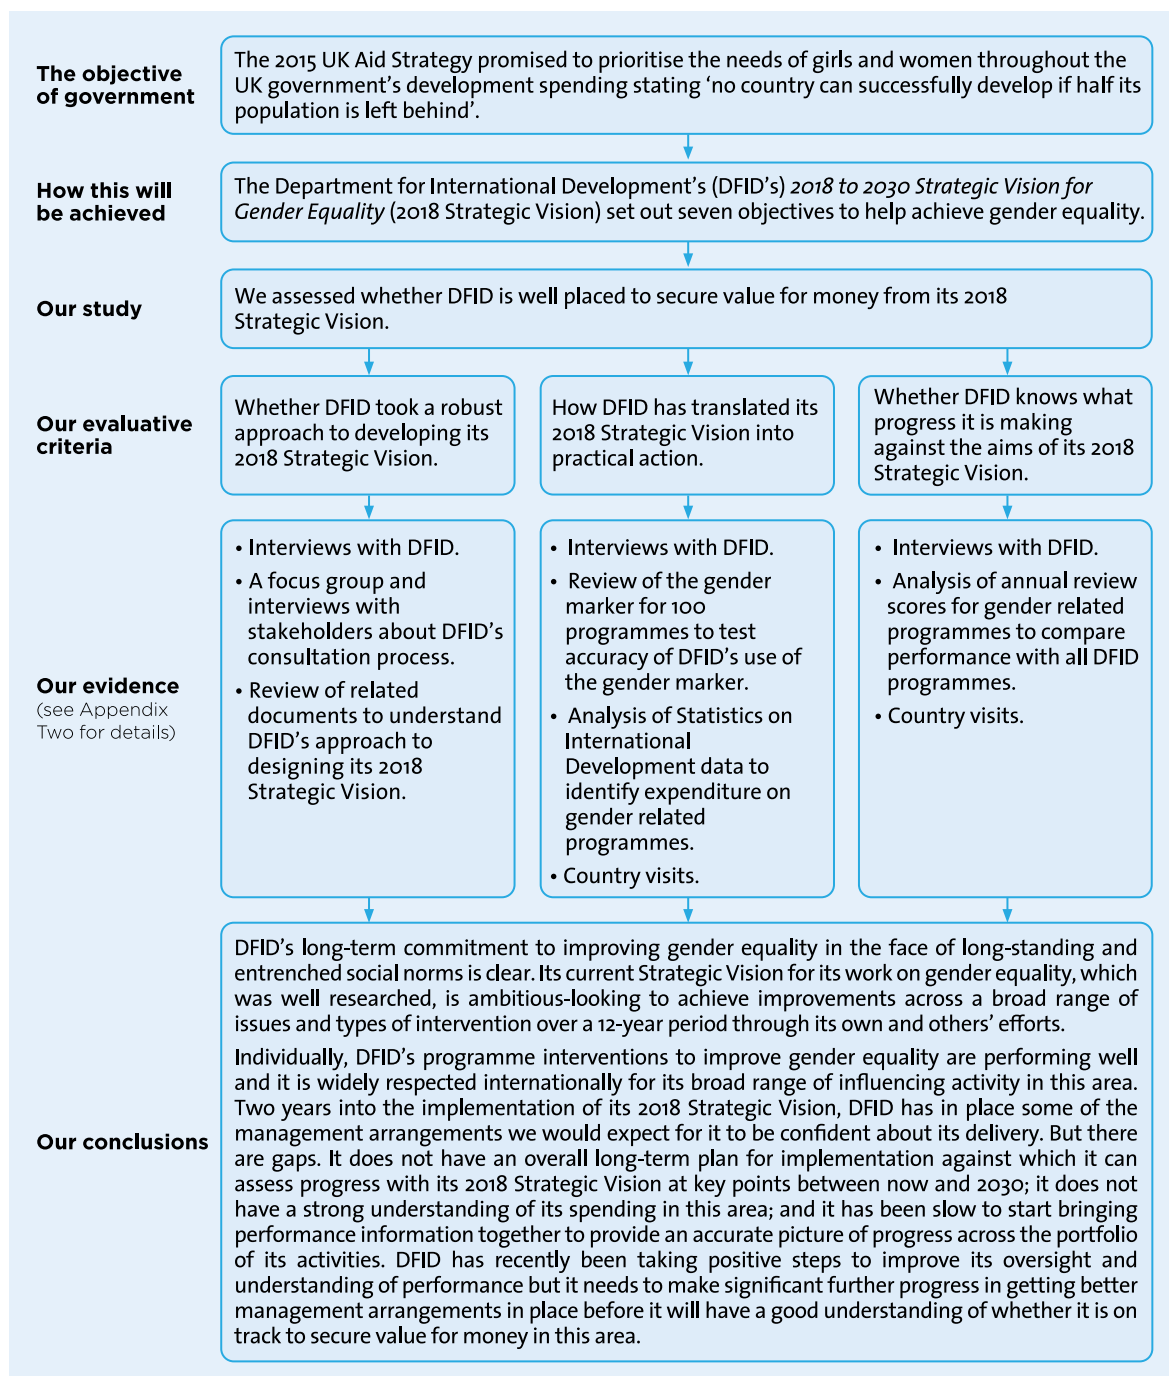 The objective
of government
The 2015 UK Aid Strategy promised to prioritise the needs of girls and women throughout the
UK government's development spending stating 'no country can successfully develop if half its
population is left behind'.
How this will
be achieved
The Department for International Development's (DFID's) 2018 to 2030 Strategic Vision for
Gender Equality (2018 Strategic Vision) set out seven objectives to help achieve gender equality.
Our study
We assessed whether DFID is well placed to secure value for money from its 2018
Strategic Vision.
Our evaluative
criteria
Whether DFID took a robust
approach to developing its
2018 Strategic Vision.
How DFID has translated its
2018 Strategic Vision into
practical action.
Whether DFID knows what
progress it is making
against the aims of its 2018
Strategic Vision.
Our evidence
(see Appendix
Two for details)
• Interviews with DFID.
• A focus group and
interviews with
stakeholders about DFID's
consultation process.
• Review of related
documents to understand
DFID's approach to
designing its 2018
Strategic Vision.
• Interviews with DFID.
• Review of the gender
marker for 100
programmes to test
accuracy of DFID's use of
the gender marker.
• Analysis of Statistics on
International
Development data to
identify expenditure on
gender related
programmes.
• Country visits.
• Interviews with DFID.
• Analysis of annual review
scores for gender related
programmes to compare
performance with all DFID
programmes.
• Country visits.
Our conclusions
DFID's long-term commitment to improving gender equality in the face of long-standing and
entrenched social norms is clear. Its current Strategic Vision for its work on gender equality, which
was well researched, is ambitious-looking to achieve improvements across a broad range of
issues and types of intervention over a 12-year period through its own and others' efforts.
Individually, DFID's programme interventions to improve gender equality are performing well
and it is widely respected internationally for its broad range of influencing activity in this area.
Two years into the implementation of its 2018 Strategic Vision, DFID has in place some of the
management arrangements we would expect for it to be confident about its delivery. But there
are gaps. It does not have an overall long-term plan for implementation against which it can
assess progress with its 2018 Strategic Vision at key points between now and 2030; it does not
have a strong understanding of its spending in this area; and it has been slow to start bringing
performance information together to provide an accurate picture of progress across the portfolio
of its activities. DFID has recently been taking positive steps to improve its oversight and
understanding of performance but it needs to make significant further progress in getting better
management arrangements in place before it will have a good understanding of whether it is on
track to secure value for money in this area.